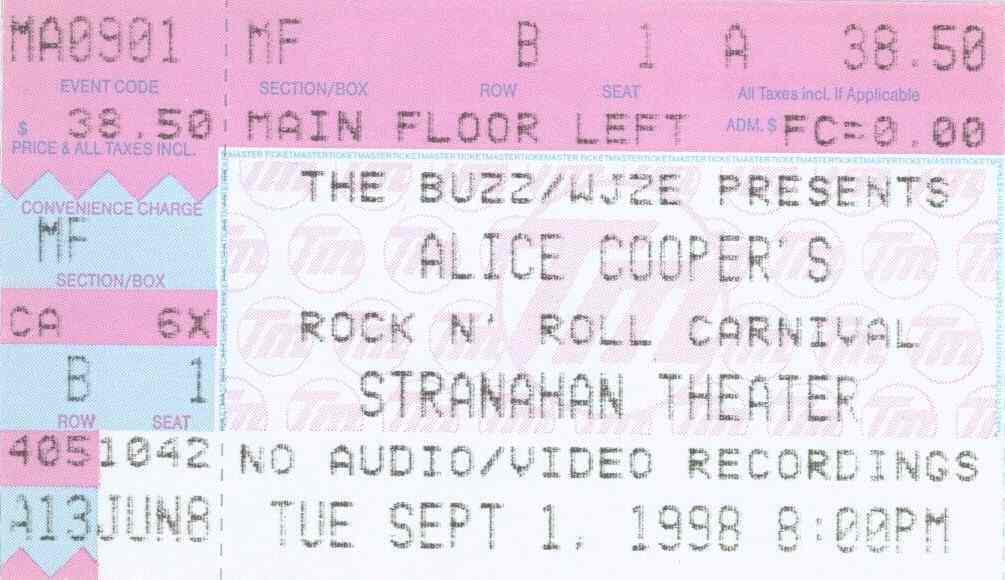 MA0901
EVENT CODE
$ 38.50
PRICE & ALL TAXES INCL.
CONVENIENCE CHARGE
MF
SECTION/BOX
CA 6X
B 1
ROW SEAT
405 1042
A13JUN8
MF B 1 A 38.50
SECTION/BOX ROW SEAT All Taxes incl. If Applicable
MAIN FLOOR LEFT ADM. $ FC=0.00
MASTERTICKETMASTERTICKETMASTERTICKETMASTERTICKETMASTERTICKETMASTERTICKETMASTERTICKET
THE BUZZ/WJZE PRESENTS
ALICE COOPER'S
ROCK N' ROLL CARNIVAL
STRANAHAN THEATER
NO AUDIO/VIDEO RECORDINGS
TUE SEPT 1, 1998 8:00PM